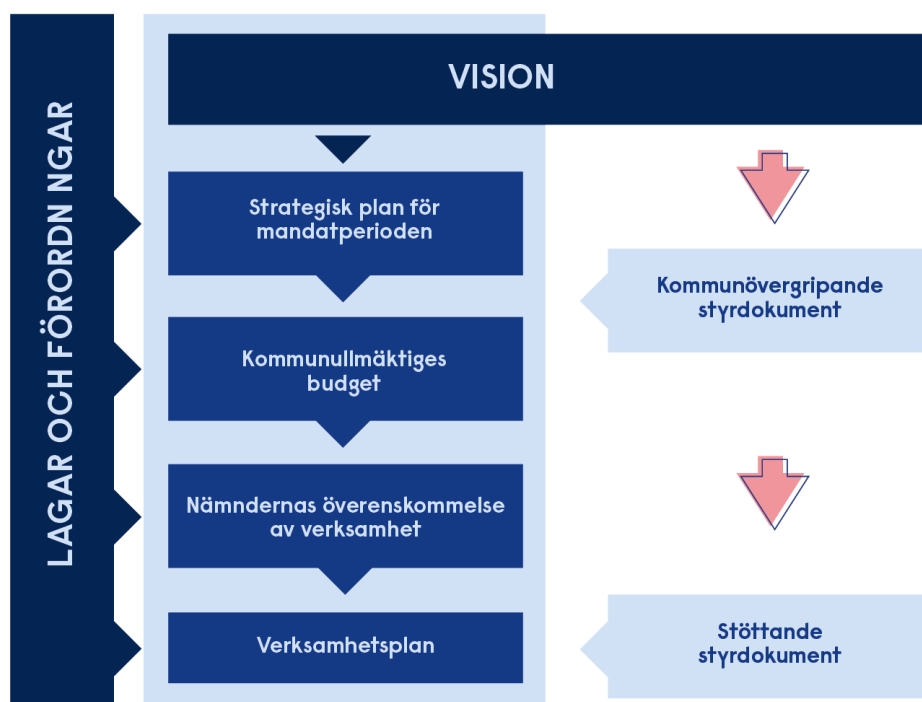 LAGAR OCH FÖRORDN NGAR
VISION
Strategisk plan för
mandatperioden
Kommunövergripande
styrdokument
Kommunullmäktiges
budget
Nämndernas överenskommelse
av verksamhet
Verksamhetsplan
Stöttande
styrdokument